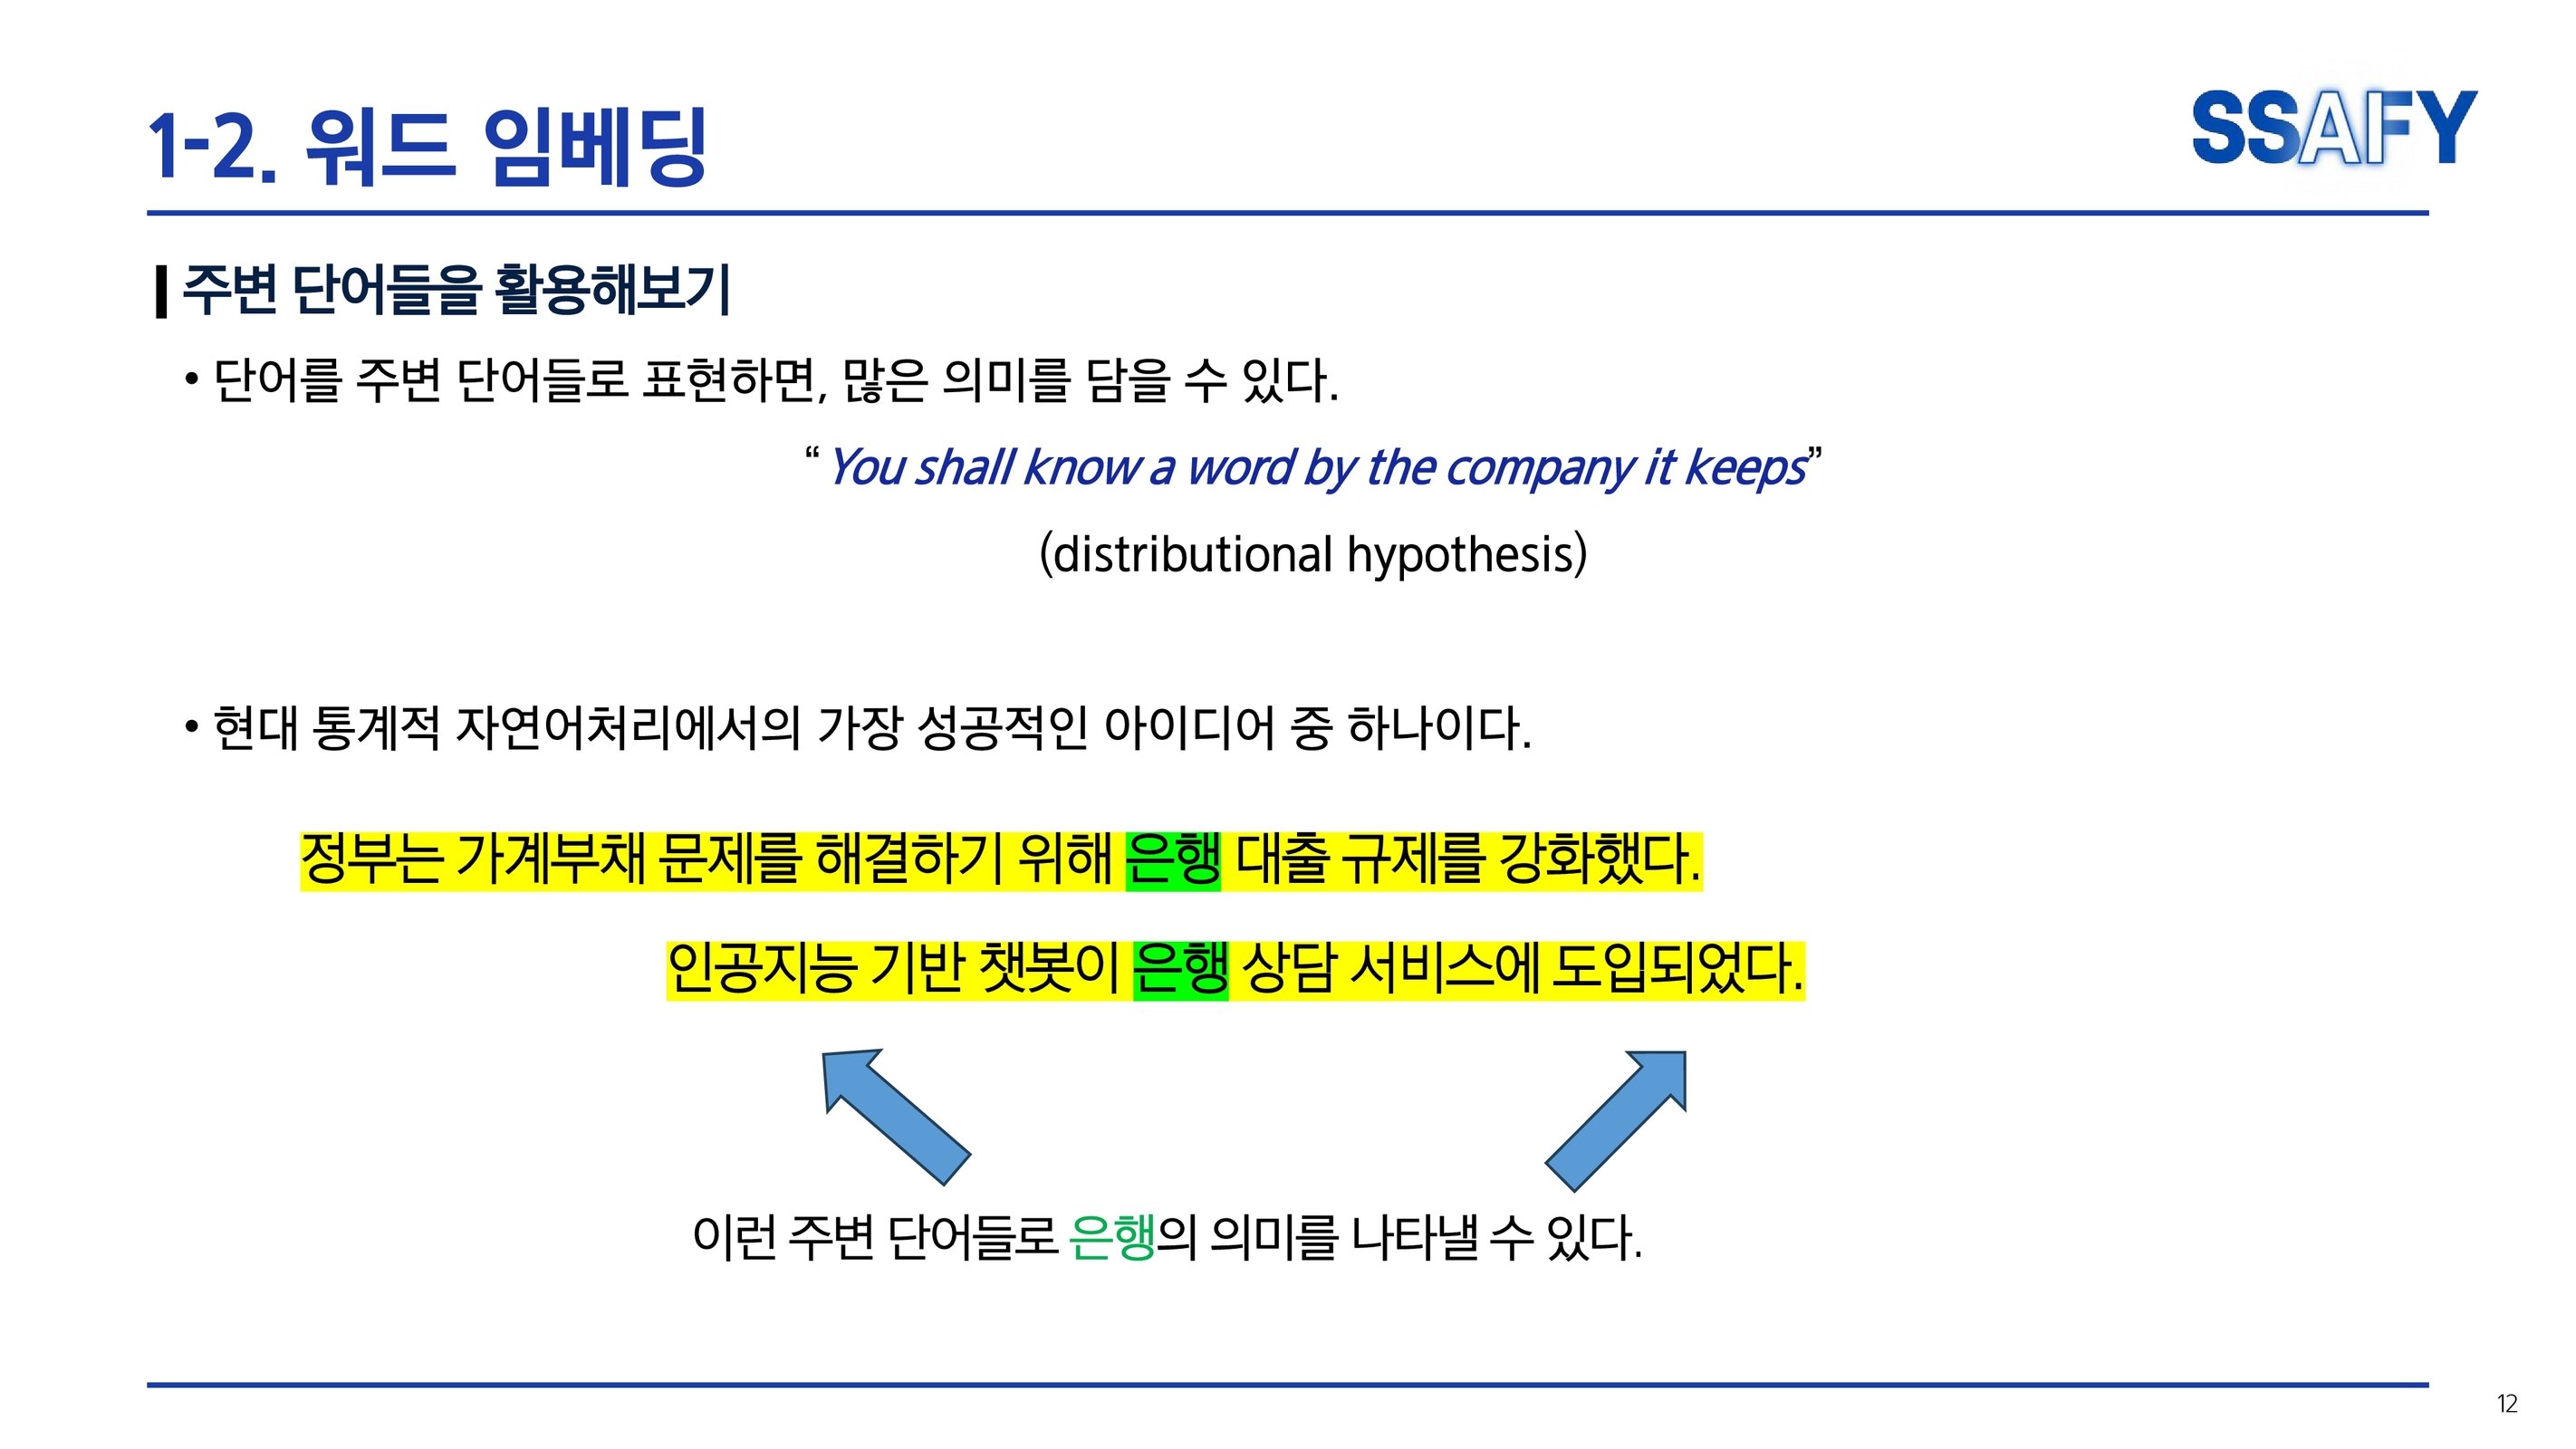 1-2. 워드 임베딩
SSAFY
주변 단어들을 활용해보기
• 단어를 주변 단어들로 표현하면, 많은 의미를 담을 수 있다.
“ You shall know a word by the company it keeps”
(distributional hypothesis)
• 현대 통계적 자연어처리에서의 가장 성공적인 아이디어 중 하나이다.
정부는 가계부채 문제를 해결하기 위해 은행 대출 규제를 강화했다.
인공지능 기반 챗봇이 은행 상담 서비스에 도입되었다.
이런 주변 단어들로 은행의 의미를 나타낼 수 있다.
12